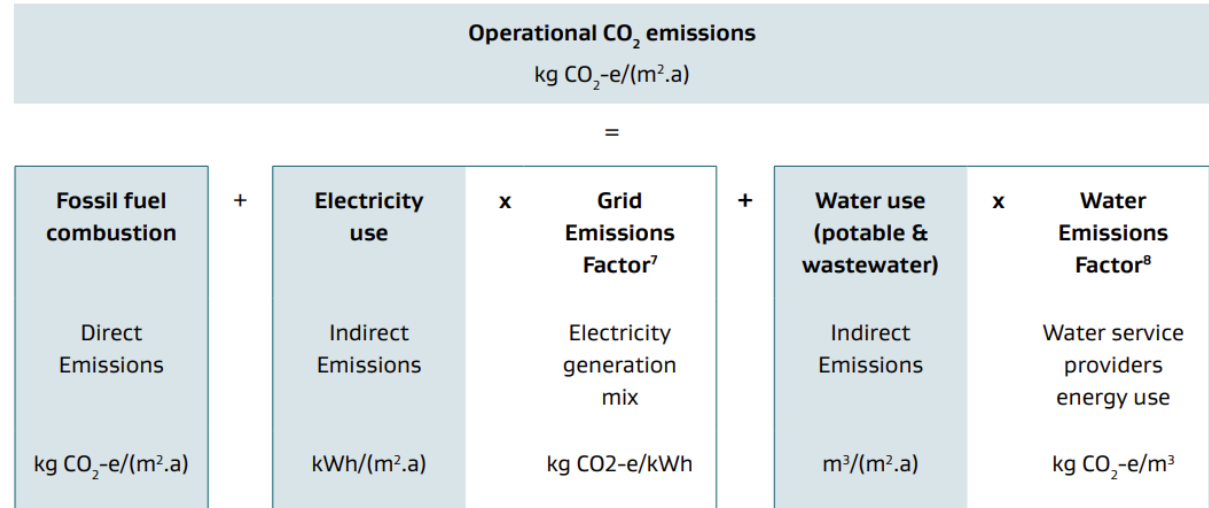 Operational CO₂ emissions
kg CO₂-e/(m².a)
=
Fossil fuel
combustion
Direct
Emissions
kg CO₂-e/(m².a)
+
Electricity
use
Indirect
Emissions
kWh/(m².a)
x
Grid
Emissions
Factor⁷
Electricity
generation
mix
kg CO2-e/kWh
+
Water use
(potable &
wastewater)
Indirect
Emissions
m³/(m².a)
x
Water
Emissions
Factor⁸
Water service
providers
energy use
kg CO₂-e/m³